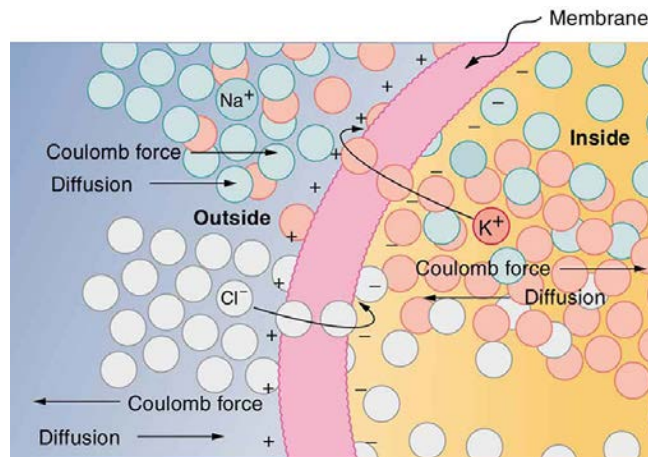 Membrane
Na+
Inside
Coulomb force
Diffusion
Outside
K+
Coulomb force
Cl−
Diffusion
Coulomb force
Diffusion